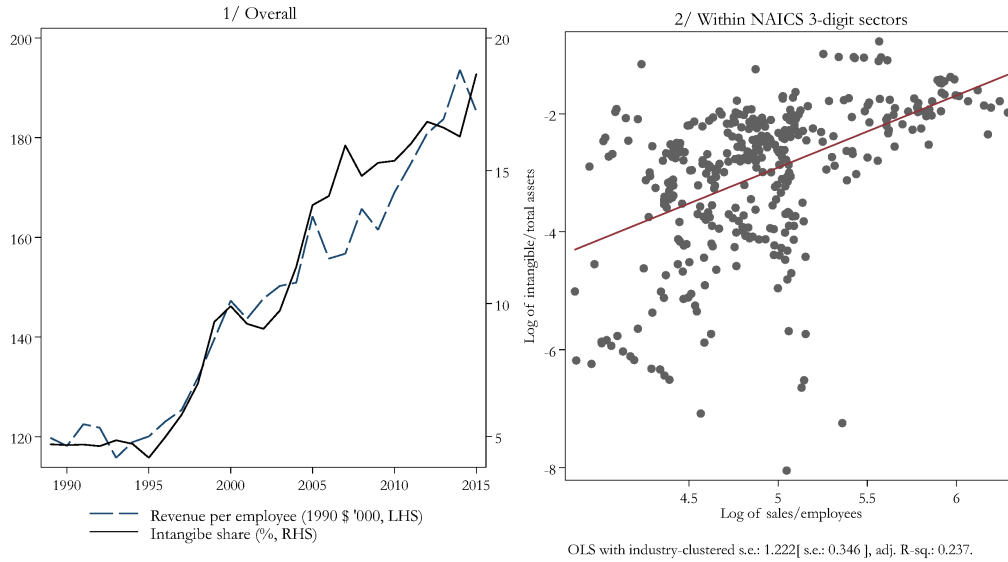 1/ Overall
200
180
160
140
120
20
15
10
5
1990 1995 2000 2005 2010 2015
Revenue per employee (1990 $ '000, LHS)
Intangibe share (%, RHS)
2/ Within NAICS 3-digit sectors
Log of intangible/total assets
-2
-4
-6
-8
4.5 5 5.5 6
Log of sales/employees
OLS with industry-clustered s.e.: 1.222[ s.e.: 0.346 ], adj. R-sq.: 0.237.